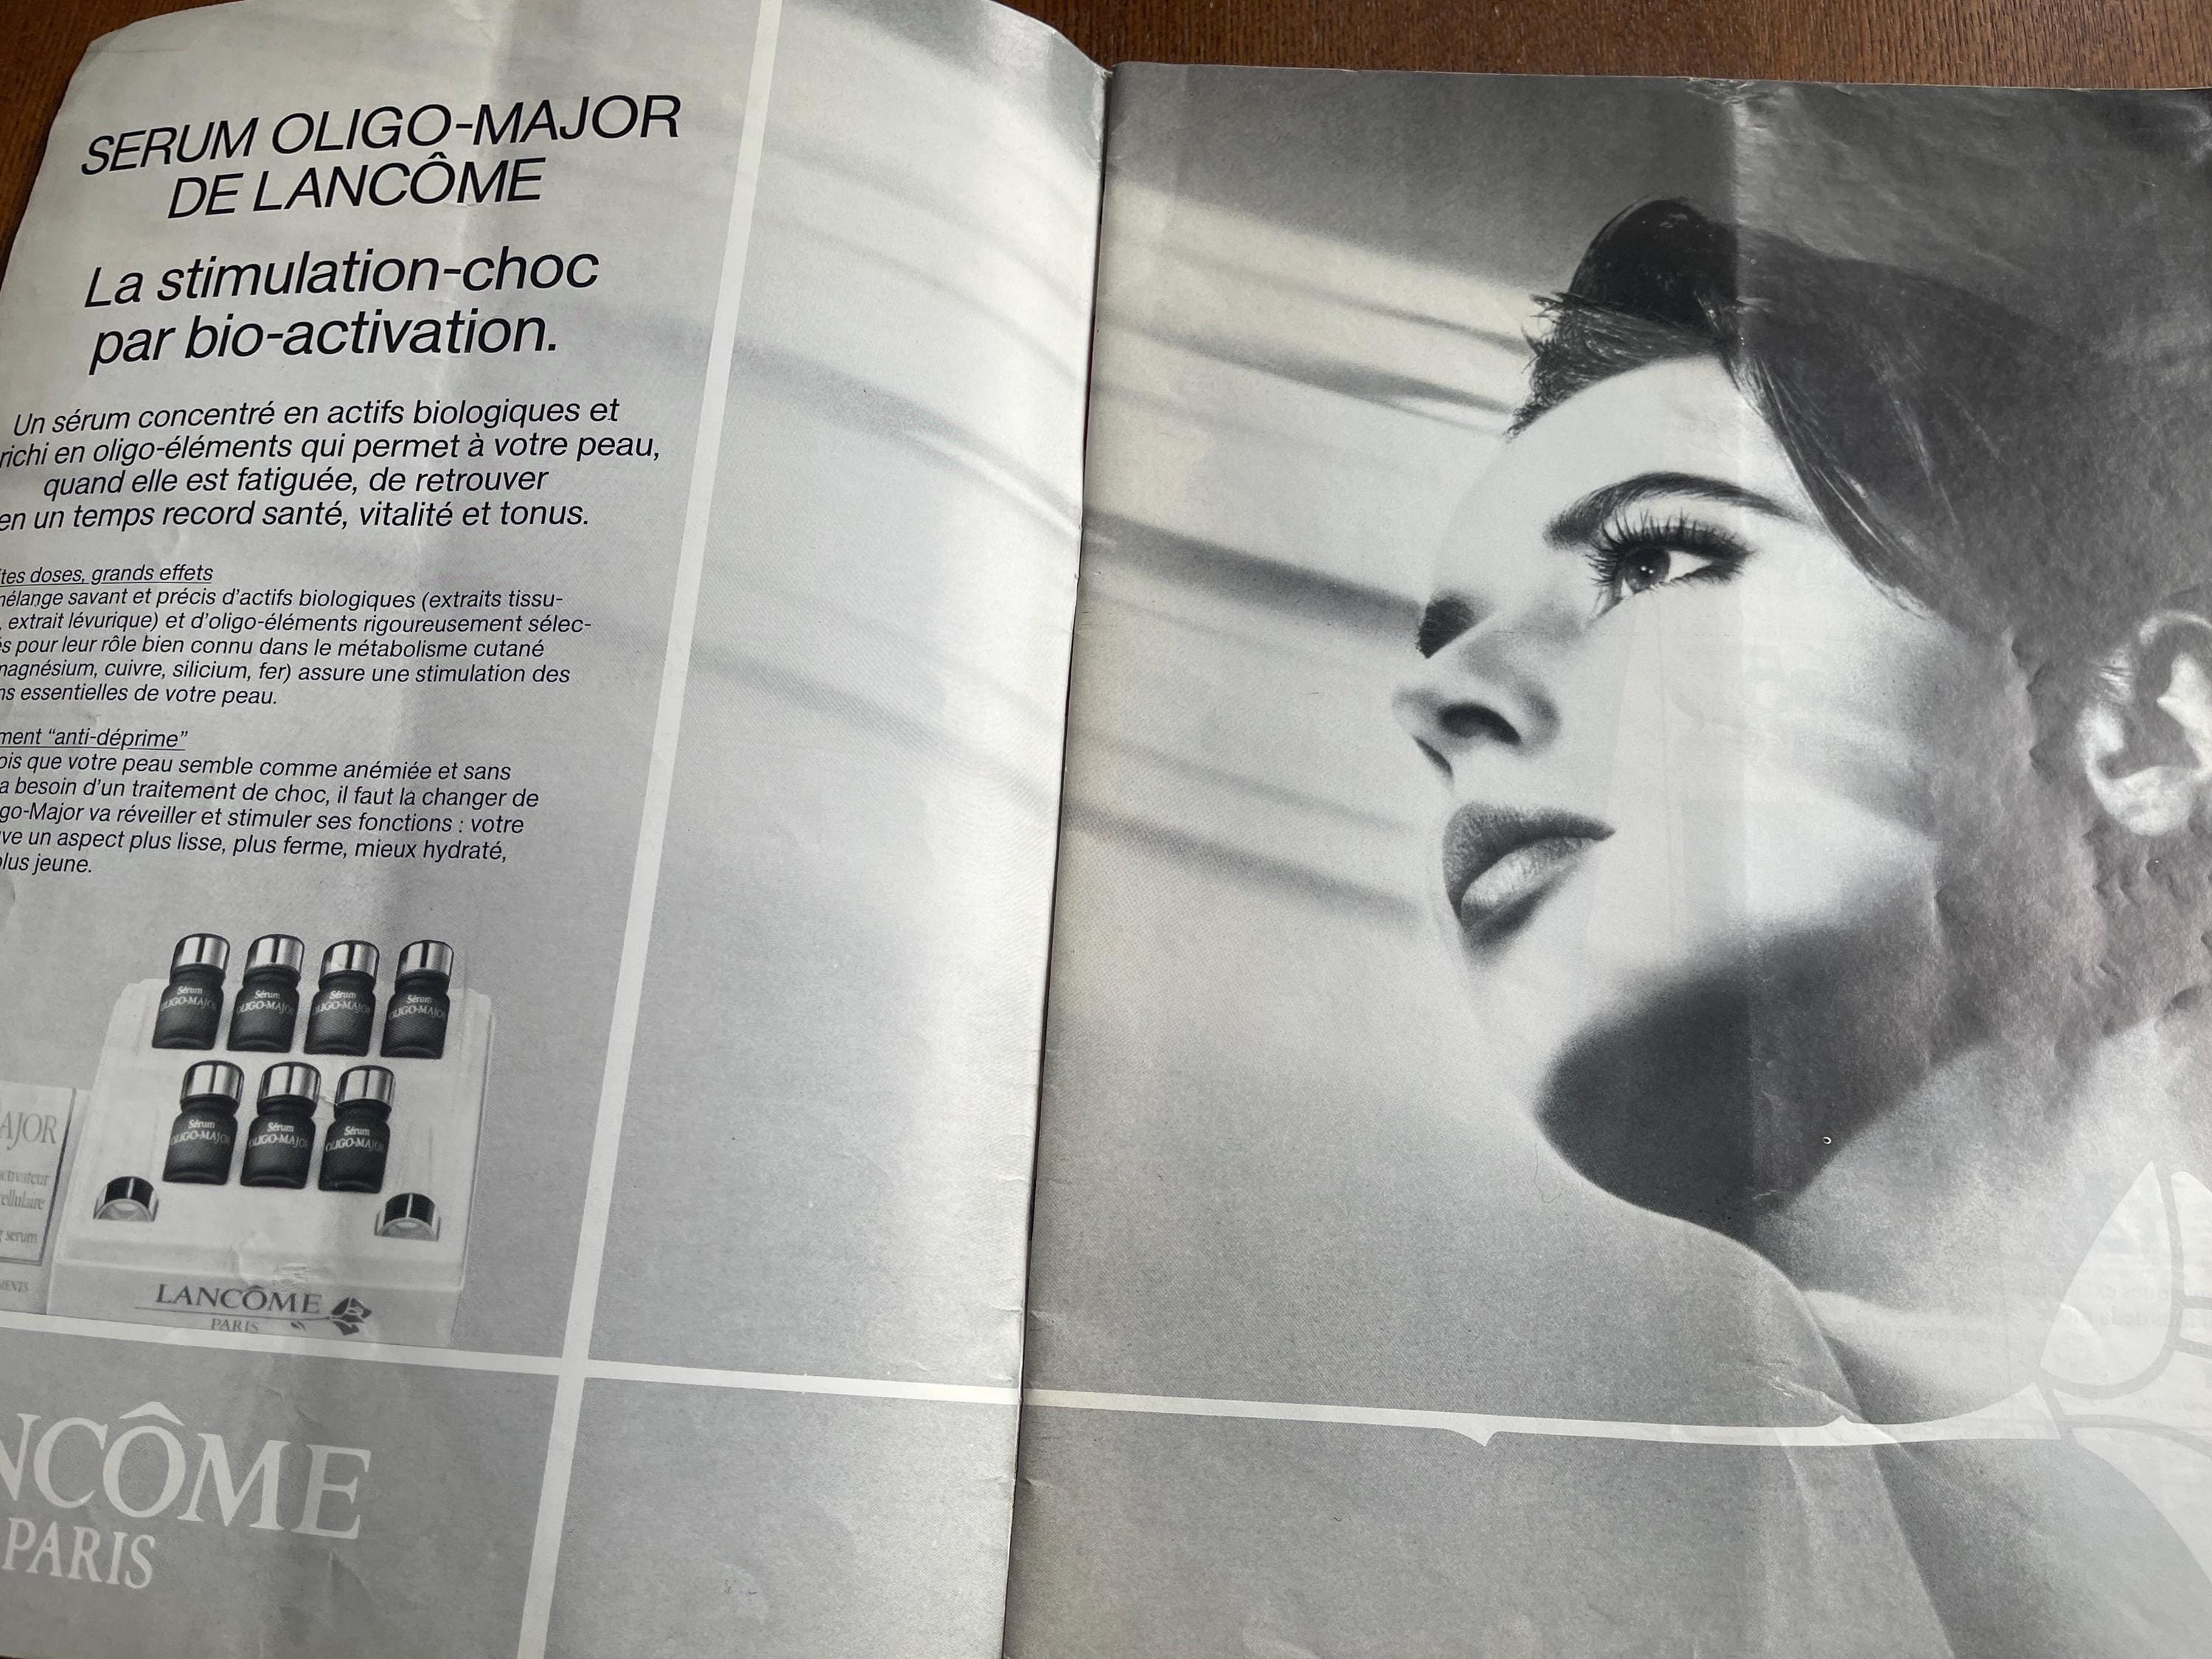 SERUM OLIGO-MAJOR
DE LANCÔME
La stimulation-choc
par bio-activation.
Un sérum concentré en actifs biologiques et
richi en oligo-éléments qui permet à votre peau,
quand elle est fatiguée, de retrouver
en un temps record santé, vitalité et tonus.
tes doses, grands effets
mélange savant et précis d'actifs biologiques (extraits tissu-
, extrait lévurique) et d'oligo-éléments rigoureusement sélec-
s pour leur rôle bien connu dans le métabolisme cutané
magnésium, cuivre, silicium, fer) assure une stimulation des
ns essentielles de votre peau.
ment “anti-déprime”
ois que votre peau semble comme anémiée et sans
a besoin d'un traitement de choc, il faut la changer de
go-Major va réveiller et stimuler ses fonctions : votre
ve un aspect plus lisse, plus ferme, mieux hydraté,
plus jeune.
Sérum OLIGO-MAJOR
Sérum OLIGO-MAJOR
Sérum OLIGO-MAJOR
Sérum OLIGO-MAJOR
Sérum OLIGO-MAJOR
Sérum OLIGO-MAJOR
Sérum OLIGO-MAJOR
AJOR
ctivateur
cellulaire
serum
LANCÔME
PARIS
NCÔME
PARIS